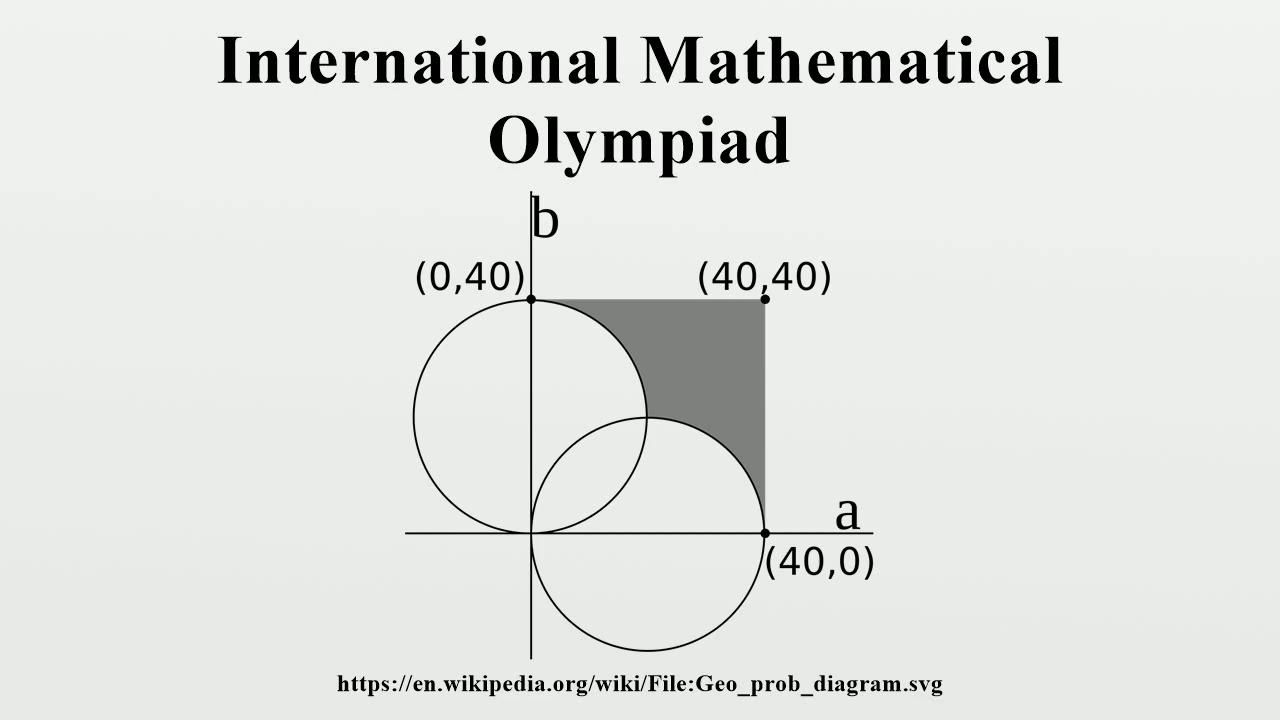 International Mathematical
Olympiad
b
(0,40)
(40,40)
a
(40,0)
https://en.wikipedia.org/wiki/File:Geo_prob_diagram.svg